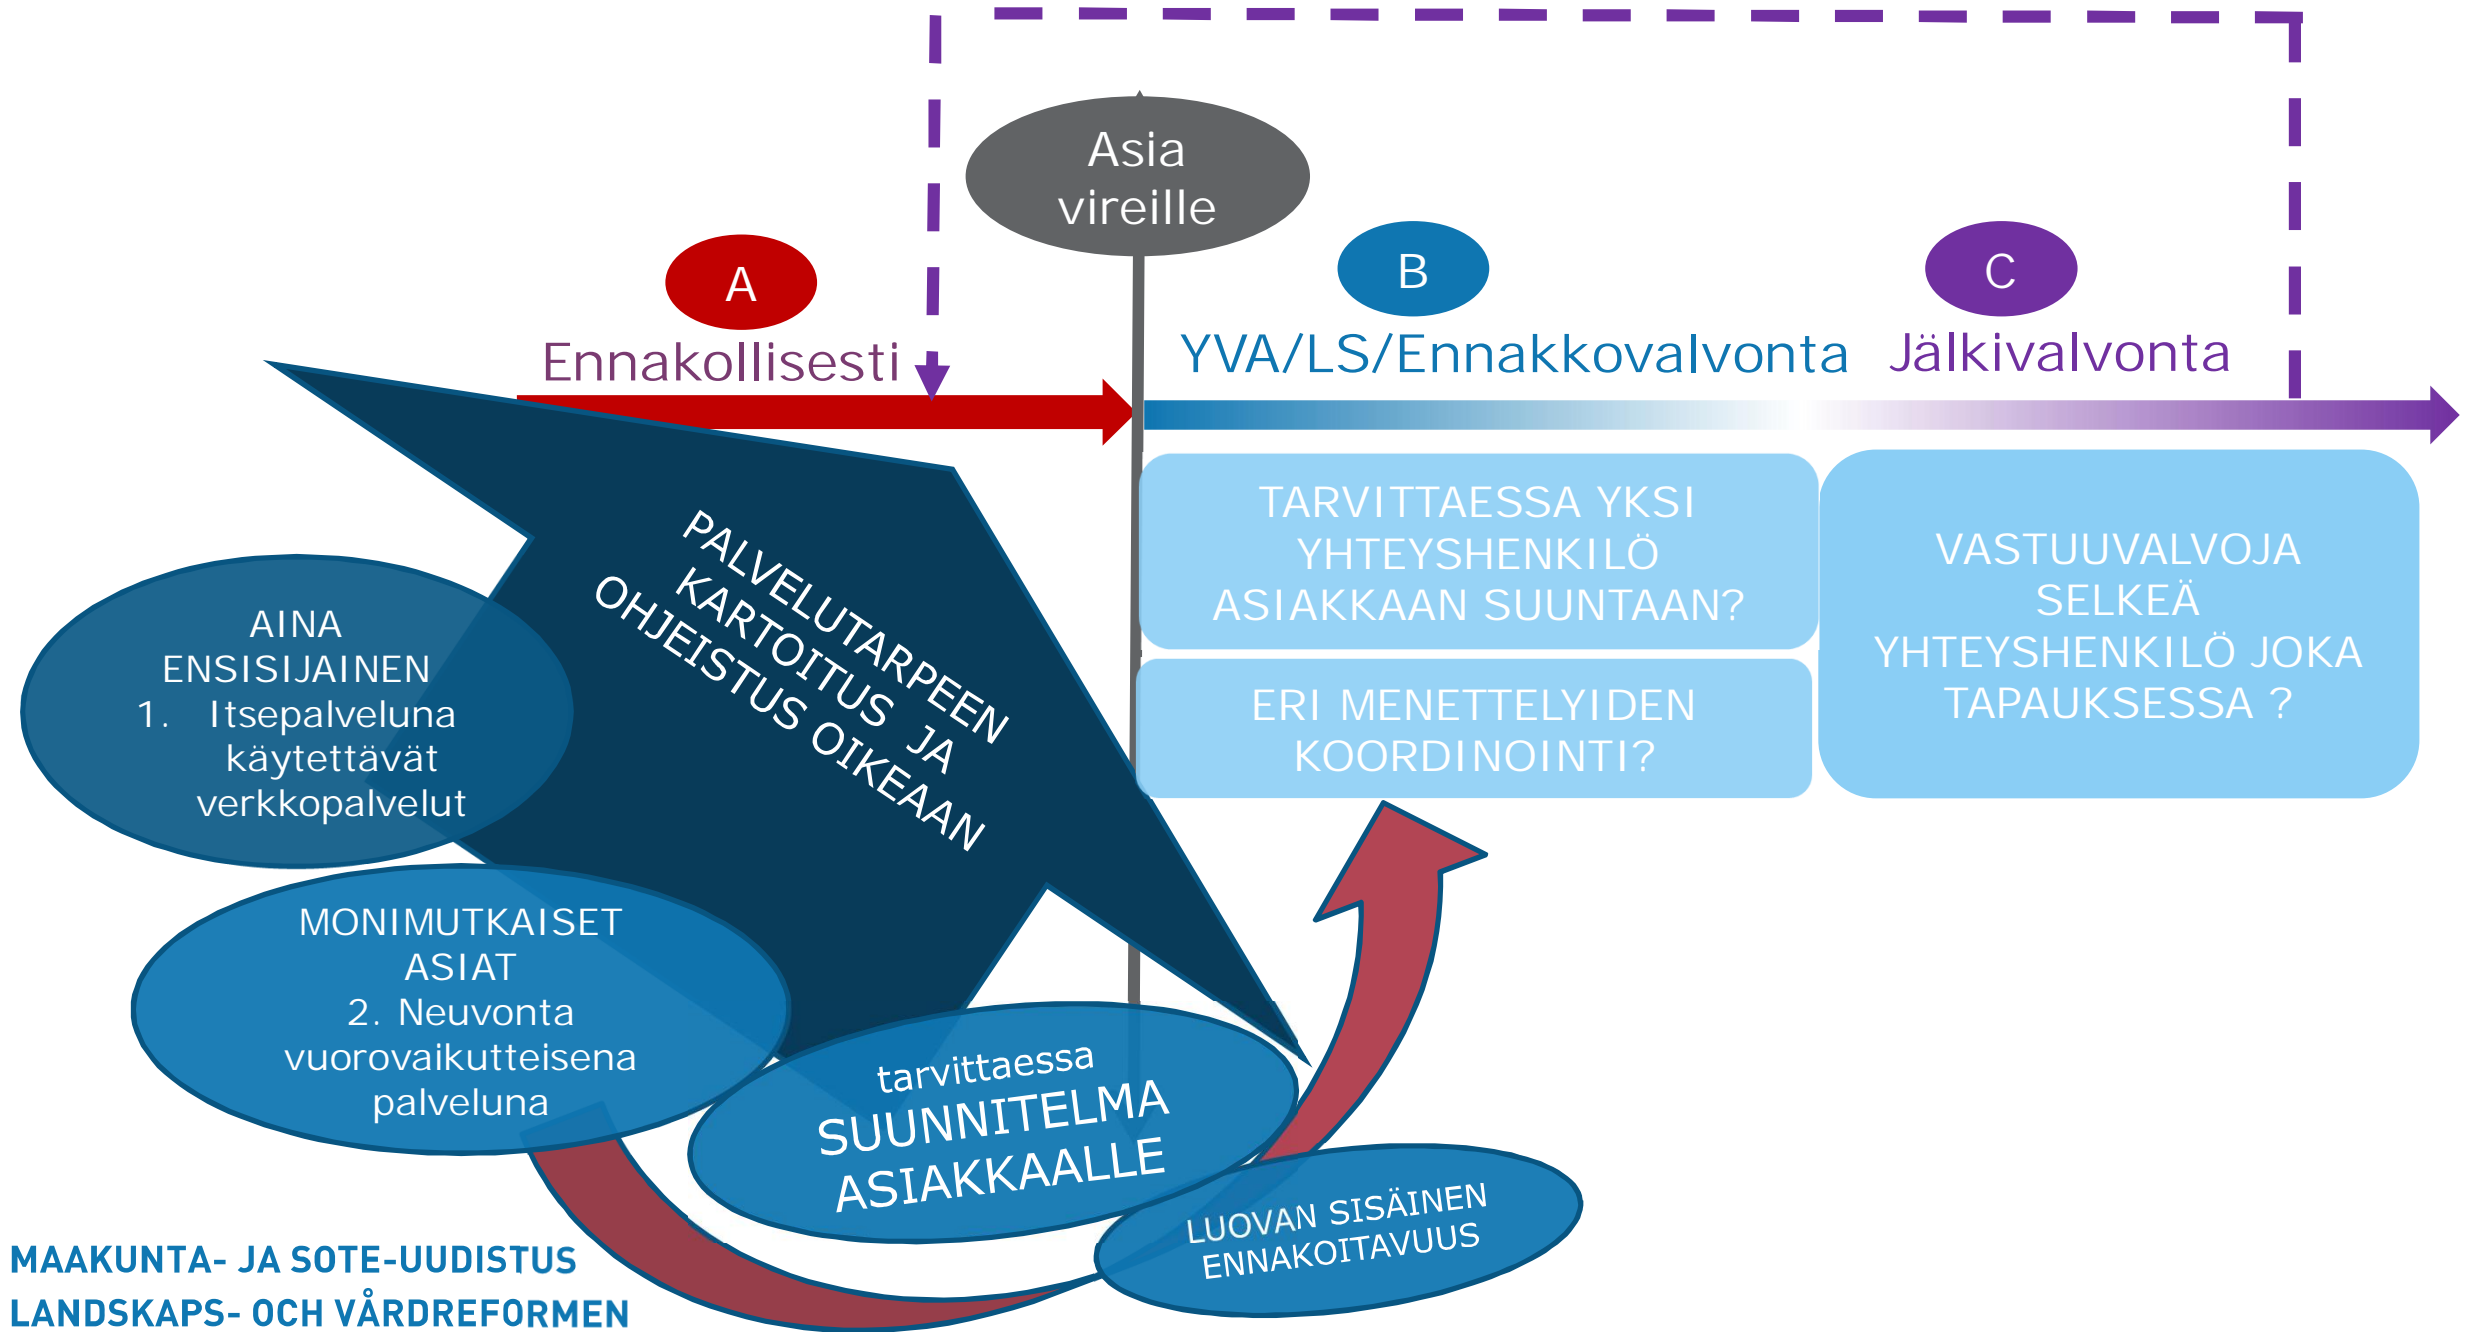 Asia
vireille
A
Ennakollisesti
B
YVA/LS/Ennakkovalvonta
C
Jälkivalvonta
PALVELUTARPEEN
KARTOITUS JA
OHJEISTUS OIKEAAN
TARVITTAESSA YKSI
YHTEYSHENKILÖ
ASIAKKAAN SUUNTAAN?
ERI MENETTELYIDEN
KOORDINOINTI?
VASTUUVALVOJA
SELKEÄ
YHTEYSHENKILÖ JOKA
TAPAUKSESSA ?
AINA
ENSISIJAINEN
1. Itsepalveluna
käytettävät
verkkopalvelut
MONIMUTKAISET
ASIAT
2. Neuvonta
vuorovaikutteisena
palveluna
tarvittaessa
SUUNNITELMA
ASIAKKAALLE
LUOVAN SISÄINEN
ENNAKOITAVUUS
MAAKUNTA- JA SOTE-UUDISTUS
LANDSKAPS- OCH VÅRDREFORMEN